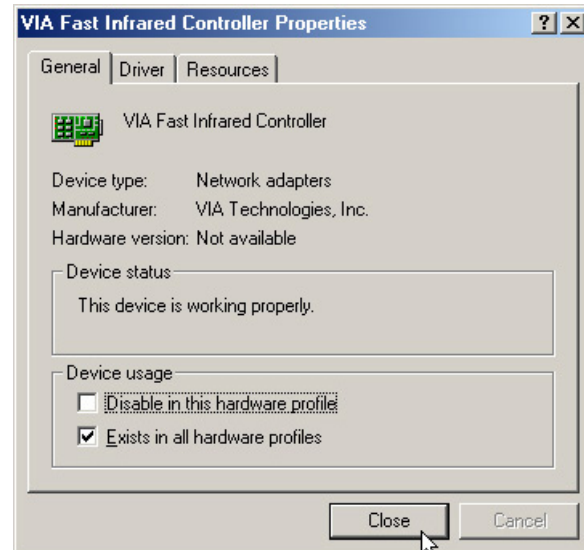 VIA Fast Infrared Controller Properties
General Driver Resources
VIA Fast Infrared Controller
Device type: Network adapters
Manufacturer: VIA Technologies, Inc.
Hardware version: Not available
Device status
This device is working properly.
Device usage
Disable in this hardware profile
Exists in all hardware profiles
Close Cancel